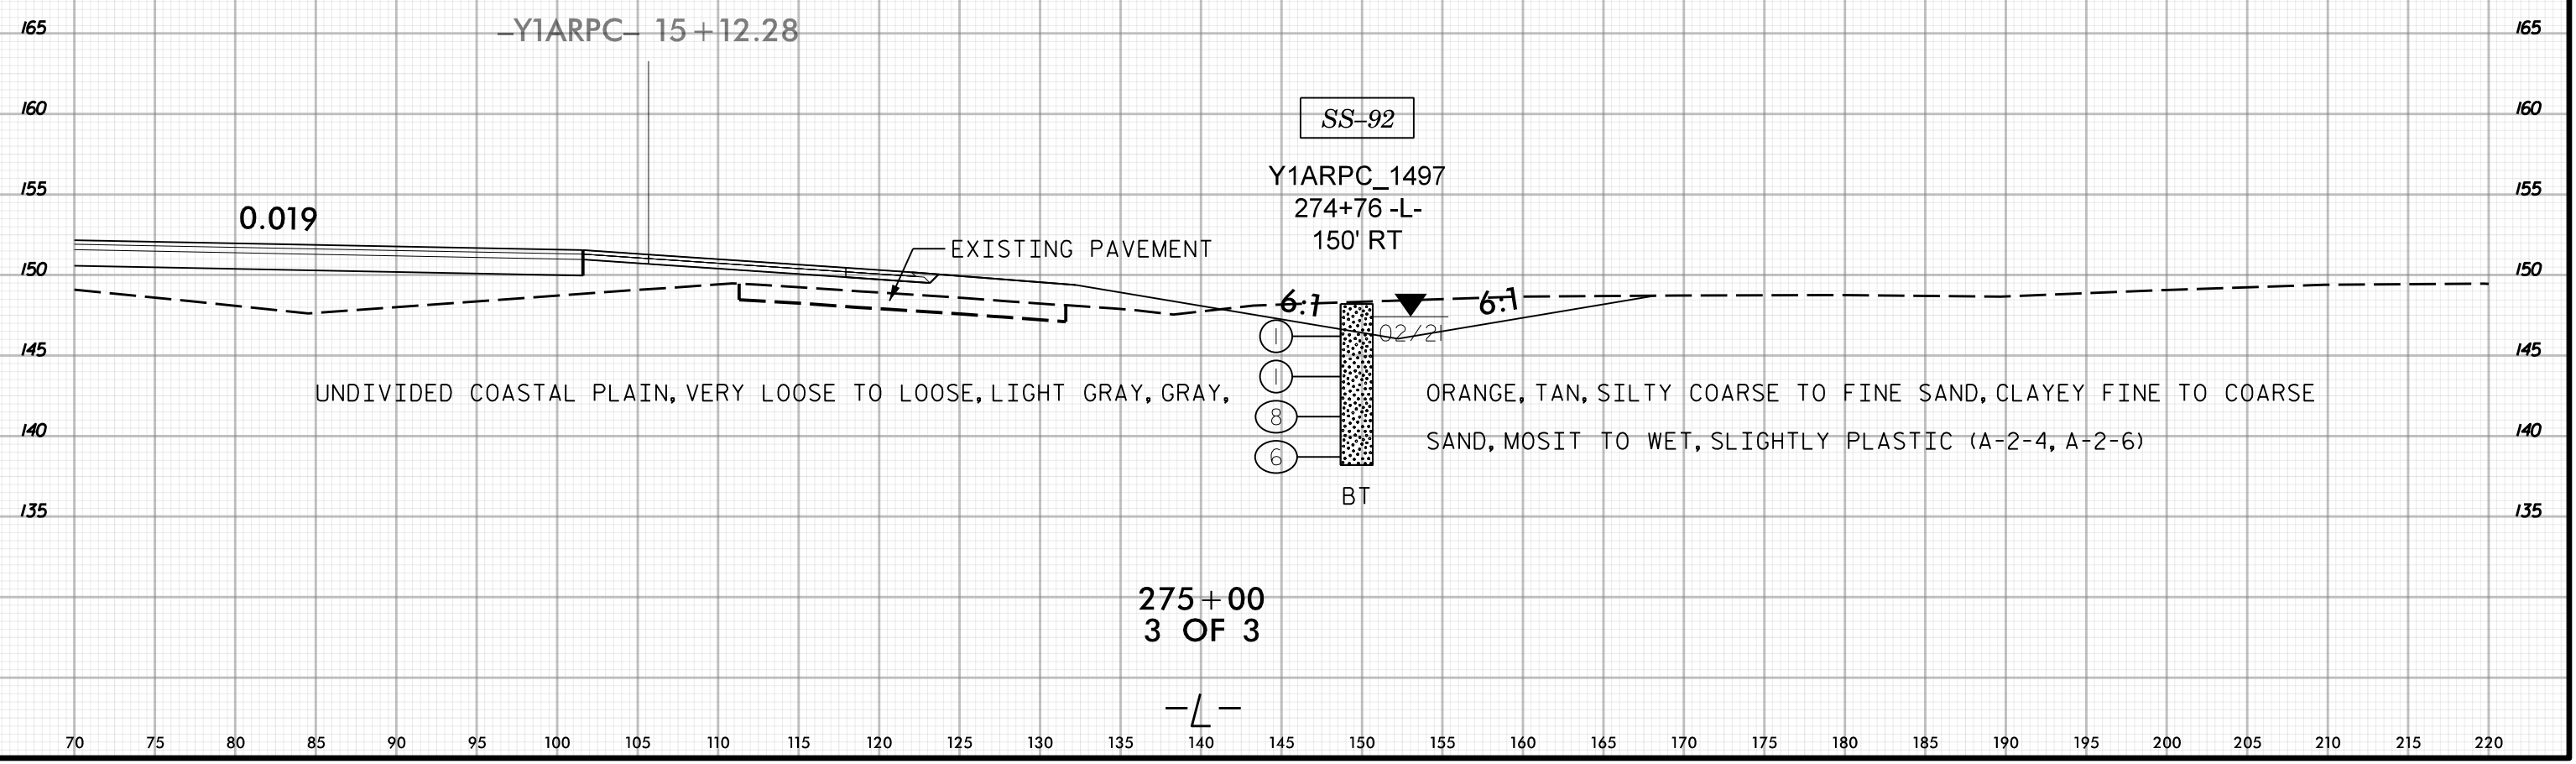 –Y1ARPC– 15+12.28
165 165
160 160
SS–92
Y1ARPC_1497
155 155
274+76 -L-
0.019
150' RT
EXISTING PAVEMENT
150 150
6:1 6:1
02/21
1
145 145
1
UNDIVIDED COASTAL PLAIN, VERY LOOSE TO LOOSE, LIGHT GRAY, GRAY,
ORANGE, TAN, SILTY COARSE TO FINE SAND, CLAYEY FINE TO COARSE
8
140 140
SAND, MOSIT TO WET, SLIGHTLY PLASTIC (A-2-4, A-2-6)
6
BT
135 135
275+00
3 OF 3
–L–
70 75 80 85 90 95 100 105 110 115 120 125 130 135 140 145 150 155 160 165 170 175 180 185 190 195 200 205 210 215 220